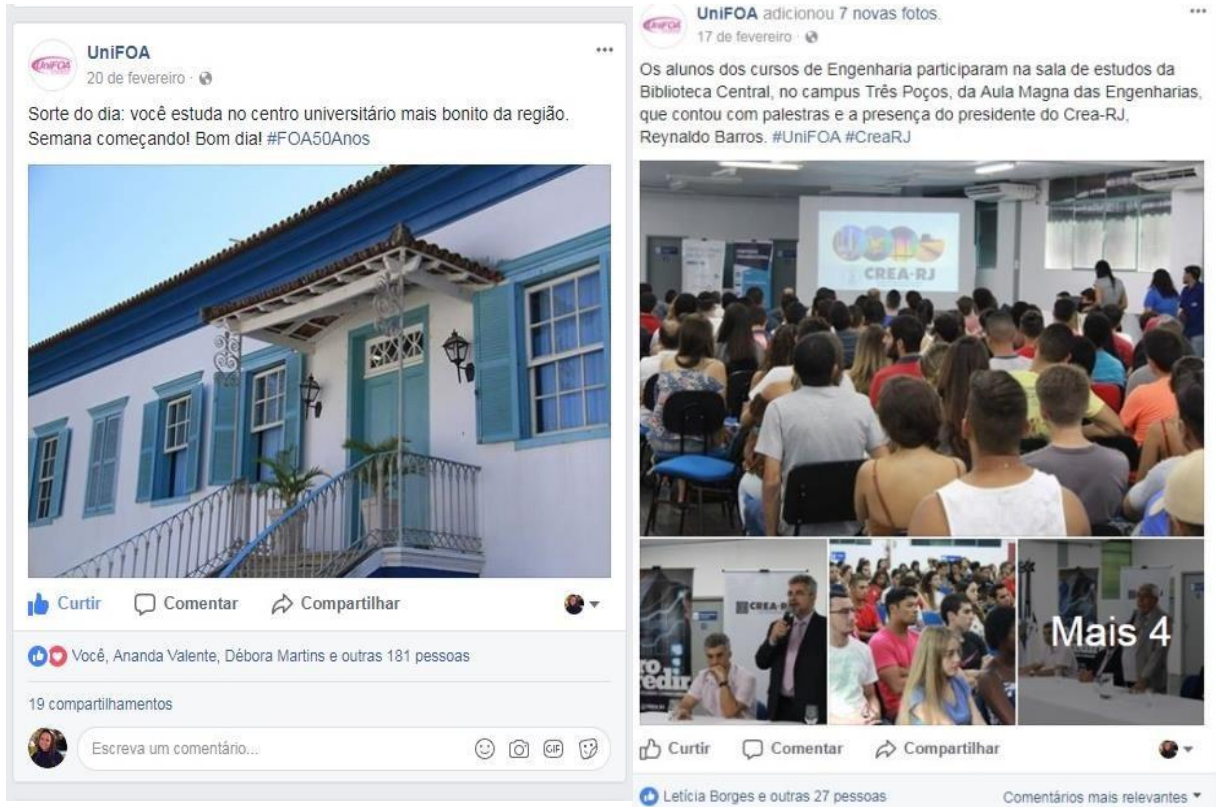 UniFOA
UniFOA
20 de fevereiro
Sorte do dia: você estuda no centro universitário mais bonito da região.
Semana começando! Bom dia! #FOA50Anos
Curtir Comentar Compartilhar
Você, Ananda Valente, Débora Martins e outras 181 pessoas
19 compartilhamentos
Escreva um comentário...
GIF
UniFOA
UniFOA adicionou 7 novas fotos.
17 de fevereiro
Os alunos dos cursos de Engenharia participaram na sala de estudos da
Biblioteca Central, no campus Três Poços, da Aula Magna das Engenharias,
que contou com palestras e a presença do presidente do Crea-RJ,
Reynaldo Barros. #UniFOA #CreaRJ
CREA-RJ
CREA-R
Mais 4
Curtir Comentar Compartilhar
Letícia Borges e outras 27 pessoas
Comentários mais relevantes